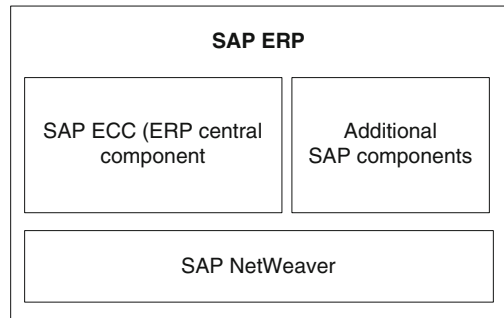 SAP ERP
SAP ECC (ERP central
component
Additional
SAP components
SAP NetWeaver